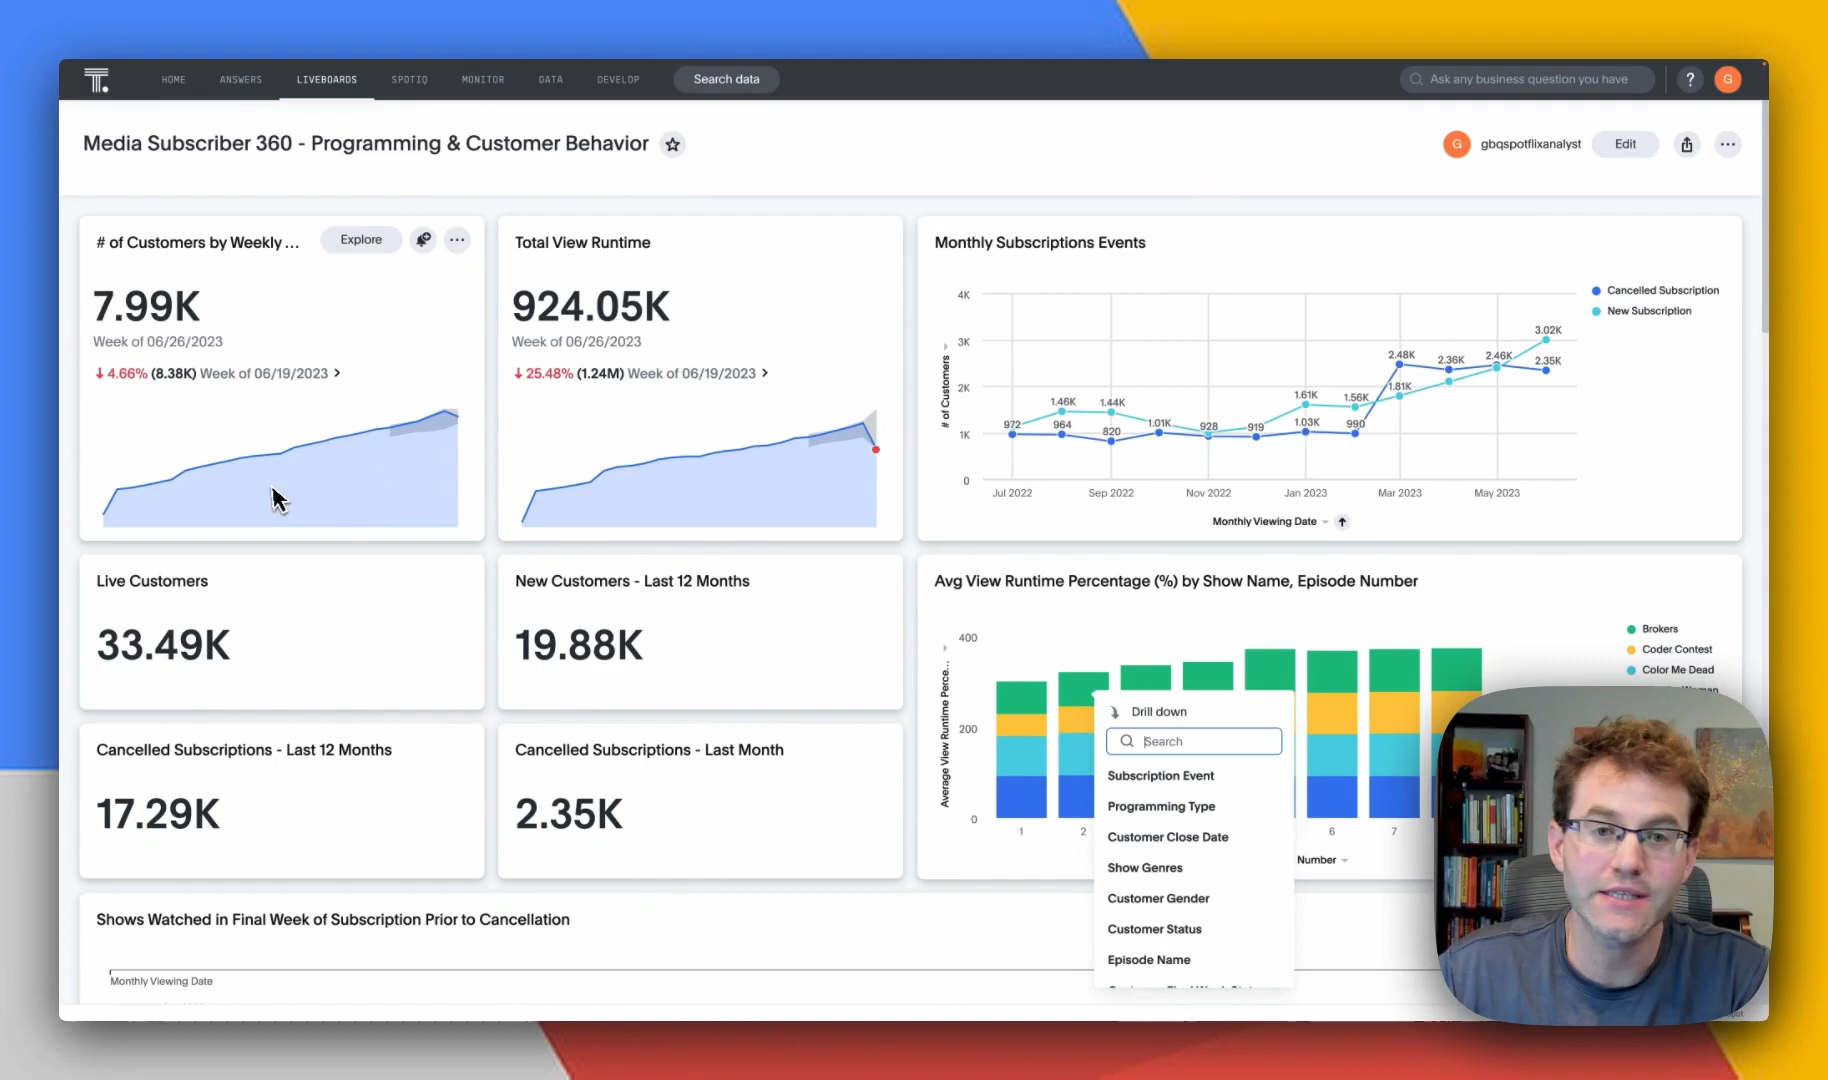 T.
HOME
ANSWERS
LIVEBOARDS
SPOTIQ
MONITOR
DATA
DEVELOP
Search data
Ask any business question you have
?
G
Media Subscriber 360 - Programming & Customer Behavior
G
gbqspotflixanalyst
Edit
# of Customers by Weekly ...
Explore
7.99K
Week of 06/26/2023
4.66% (8.38K) Week of 06/19/2023
Total View Runtime
924.05K
Week of 06/26/2023
25.48% (1.24M) Week of 06/19/2023
Monthly Subscriptions Events
# of Customers
4K
3K
2K
1K
0
972
1.46K
964
1.44K
820
1.01K
928
919
1.61K
1.03K
1.56K
990
2.48K
1.81K
2.36K
2.46K
3.02K
2.35K
Jul 2022
Sep 2022
Nov 2022
Jan 2023
Mar 2023
May 2023
Monthly Viewing Date
Cancelled Subscription
New Subscription
Live Customers
33.49K
New Customers - Last 12 Months
19.88K
Avg View Runtime Percentage (%) by Show Name, Episode Number
Average View Runtime Perce...
400
200
0
1
2
6
7
Number
Brokers
Coder Contest
Color Me Dead
Drill down
Search
Subscription Event
Programming Type
Customer Close Date
Show Genres
Customer Gender
Customer Status
Episode Name
Cancelled Subscriptions - Last 12 Months
17.29K
Cancelled Subscriptions - Last Month
2.35K
Shows Watched in Final Week of Subscription Prior to Cancellation
Monthly Viewing Date